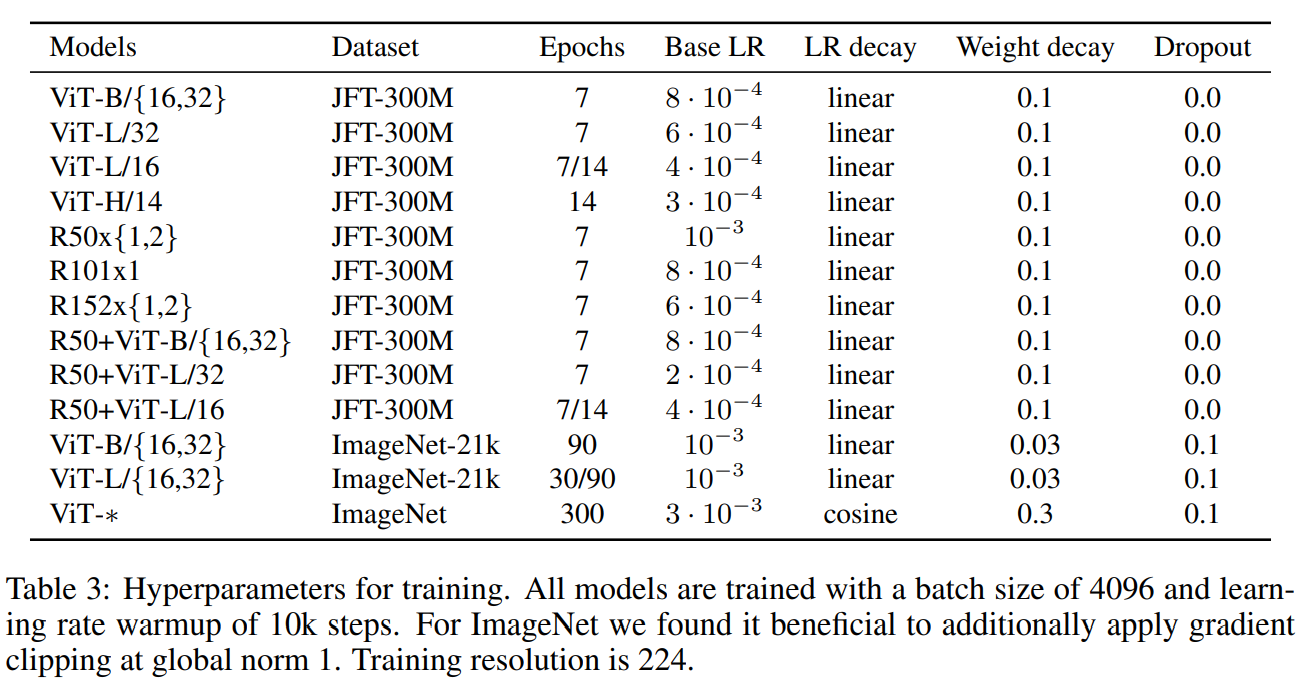 Models Dataset Epochs Base LR LR decay Weight decay Dropout
ViT-B/{16,32} JFT-300M 7 8 · 10⁻⁴ linear 0.1 0.0
ViT-L/32 JFT-300M 7 6 · 10⁻⁴ linear 0.1 0.0
ViT-L/16 JFT-300M 7/14 4 · 10⁻⁴ linear 0.1 0.0
ViT-H/14 JFT-300M 14 3 · 10⁻⁴ linear 0.1 0.0
R50x{1,2} JFT-300M 7 10⁻³ linear 0.1 0.0
R101x1 JFT-300M 7 8 · 10⁻⁴ linear 0.1 0.0
R152x{1,2} JFT-300M 7 6 · 10⁻⁴ linear 0.1 0.0
R50+ViT-B/{16,32} JFT-300M 7 8 · 10⁻⁴ linear 0.1 0.0
R50+ViT-L/32 JFT-300M 7 2 · 10⁻⁴ linear 0.1 0.0
R50+ViT-L/16 JFT-300M 7/14 4 · 10⁻⁴ linear 0.1 0.0
ViT-B/{16,32} ImageNet-21k 90 10⁻³ linear 0.03 0.1
ViT-L/{16,32} ImageNet-21k 30/90 10⁻³ linear 0.03 0.1
ViT-∗ ImageNet 300 3 · 10⁻³ cosine 0.3 0.1
Table 3: Hyperparameters for training. All models are trained with a batch size of 4096 and learn-
ing rate warmup of 10k steps. For ImageNet we found it beneficial to additionally apply gradient
clipping at global norm 1. Training resolution is 224.